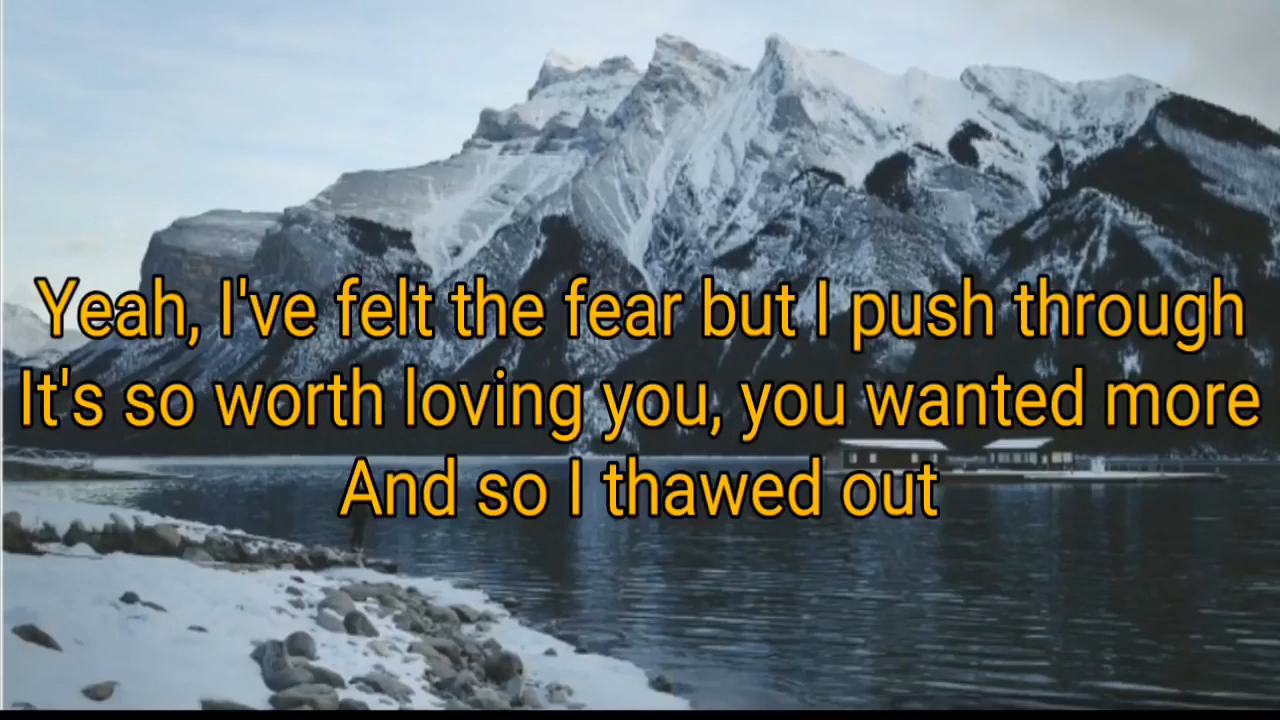 Yeah, I've felt the fear but I push through
It's so worth loving you, you wanted more
And so I thawed out